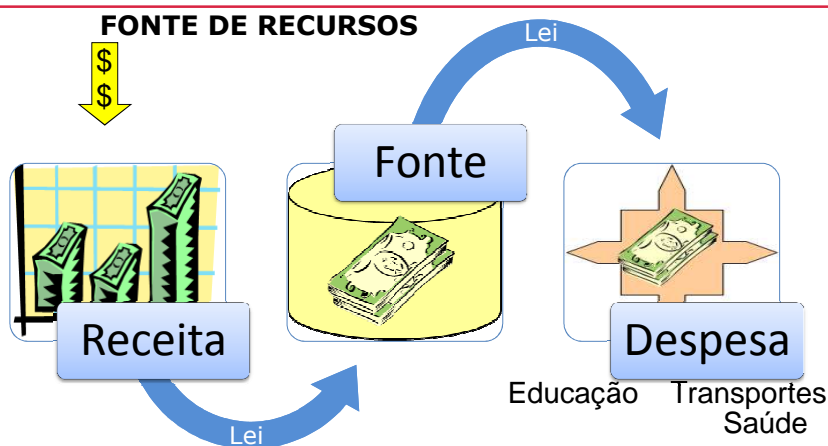 FONTE DE RECURSOS
$
$
Lei
Fonte
Receita
Despesa
Educação Transportes
Saúde
Lei